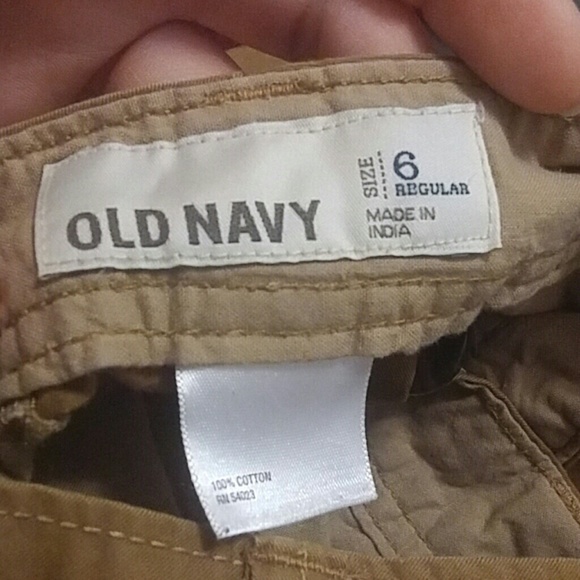 OLD NAVY
SIZE
6
REGULAR
MADE IN
INDIA
100% COTTON
RN 54023